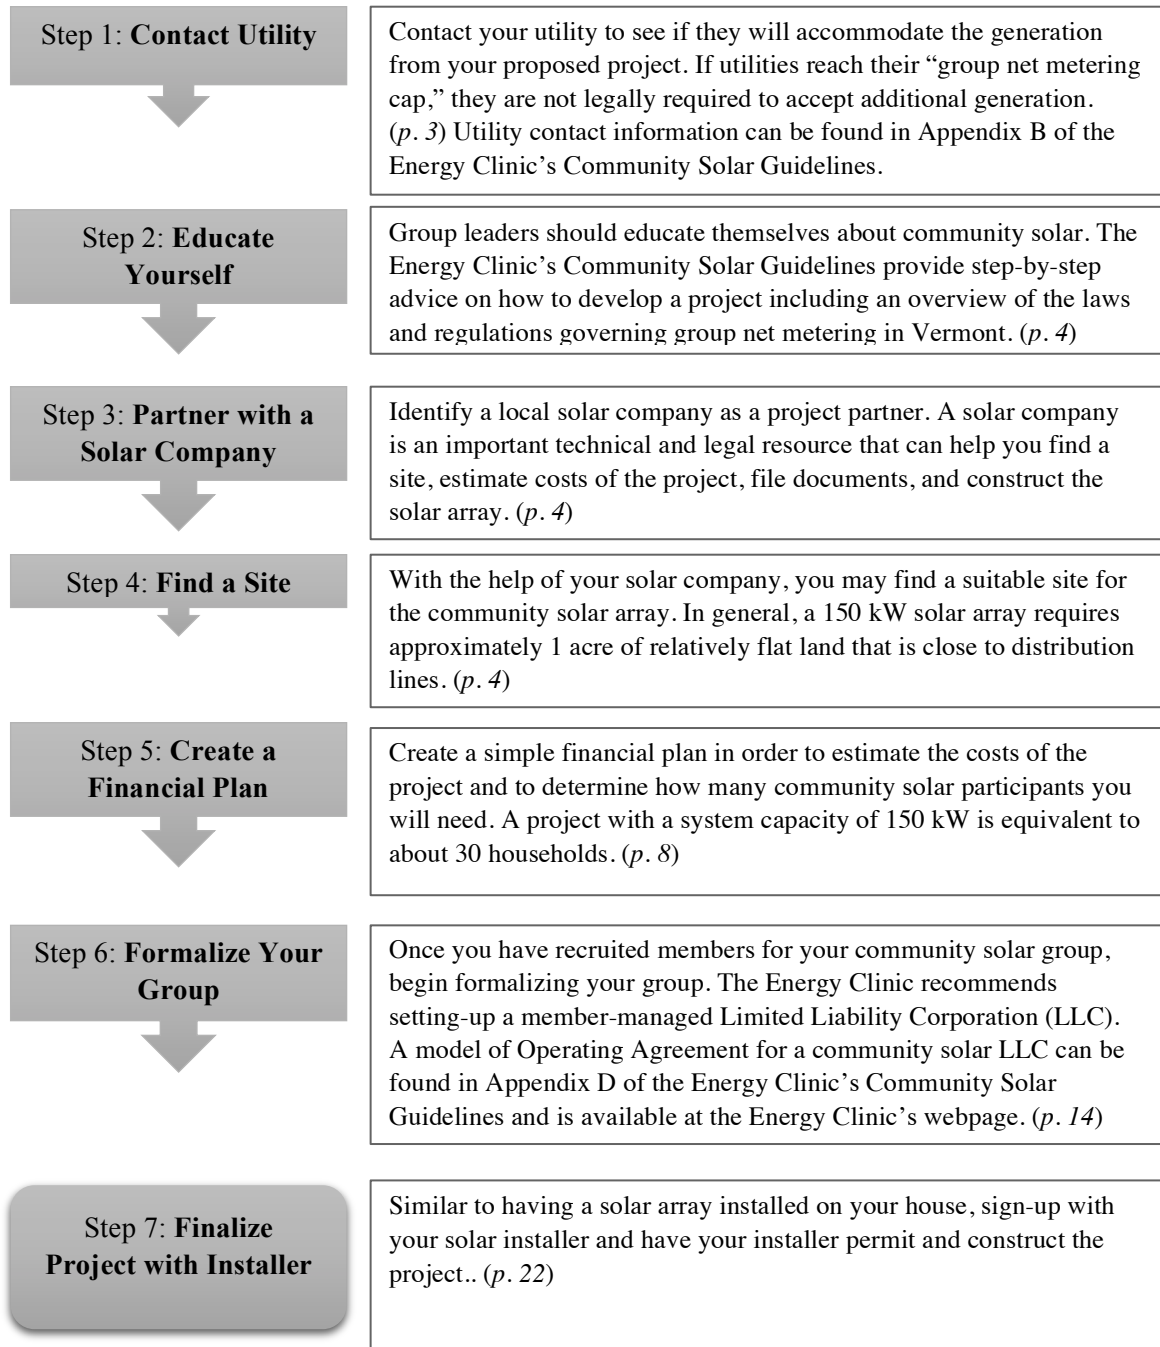 Step 1: Contact Utility
Contact your utility to see if they will accommodate the generation
from your proposed project. If utilities reach their “group net metering
cap,” they are not legally required to accept additional generation.
(p. 3) Utility contact information can be found in Appendix B of the
Energy Clinic’s Community Solar Guidelines.
Step 2: Educate
Yourself
Group leaders should educate themselves about community solar. The
Energy Clinic’s Community Solar Guidelines provide step-by-step
advice on how to develop a project including an overview of the laws
and regulations governing group net metering in Vermont. (p. 4)
Step 3: Partner with a
Solar Company
Identify a local solar company as a project partner. A solar company
is an important technical and legal resource that can help you find a
site, estimate costs of the project, file documents, and construct the
solar array. (p. 4)
Step 4: Find a Site
With the help of your solar company, you may find a suitable site for
the community solar array. In general, a 150 kW solar array requires
approximately 1 acre of relatively flat land that is close to distribution
lines. (p. 4)
Step 5: Create a
Financial Plan
Create a simple financial plan in order to estimate the costs of the
project and to determine how many community solar participants you
will need. A project with a system capacity of 150 kW is equivalent to
about 30 households. (p. 8)
Step 6: Formalize Your
Group
Once you have recruited members for your community solar group,
begin formalizing your group. The Energy Clinic recommends
setting-up a member-managed Limited Liability Corporation (LLC).
A model of Operating Agreement for a community solar LLC can be
found in Appendix D of the Energy Clinic’s Community Solar
Guidelines and is available at the Energy Clinic’s webpage. (p. 14)
Step 7: Finalize
Project with Installer
Similar to having a solar array installed on your house, sign-up with
your solar installer and have your installer permit and construct the
project.. (p. 22)